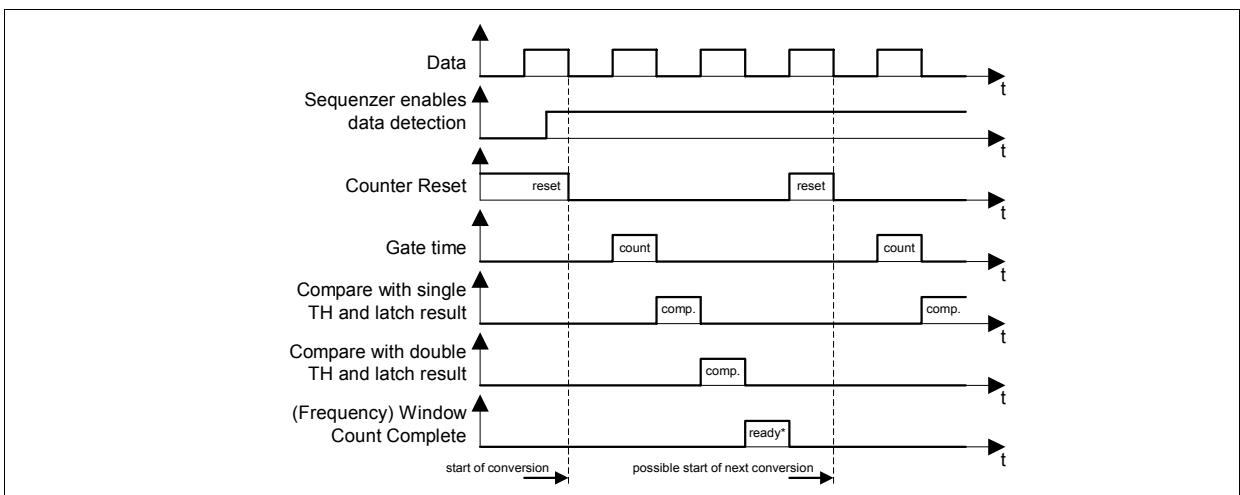 Data
t
Sequenzer enables
data detection
t
Counter Reset
reset
reset
t
Gate time
count
count
t
Compare with single
TH and latch result
comp.
comp.
t
Compare with double
TH and latch result
comp.
t
(Frequency) Window
Count Complete
ready*
t
start of conversion
possible start of next conversion